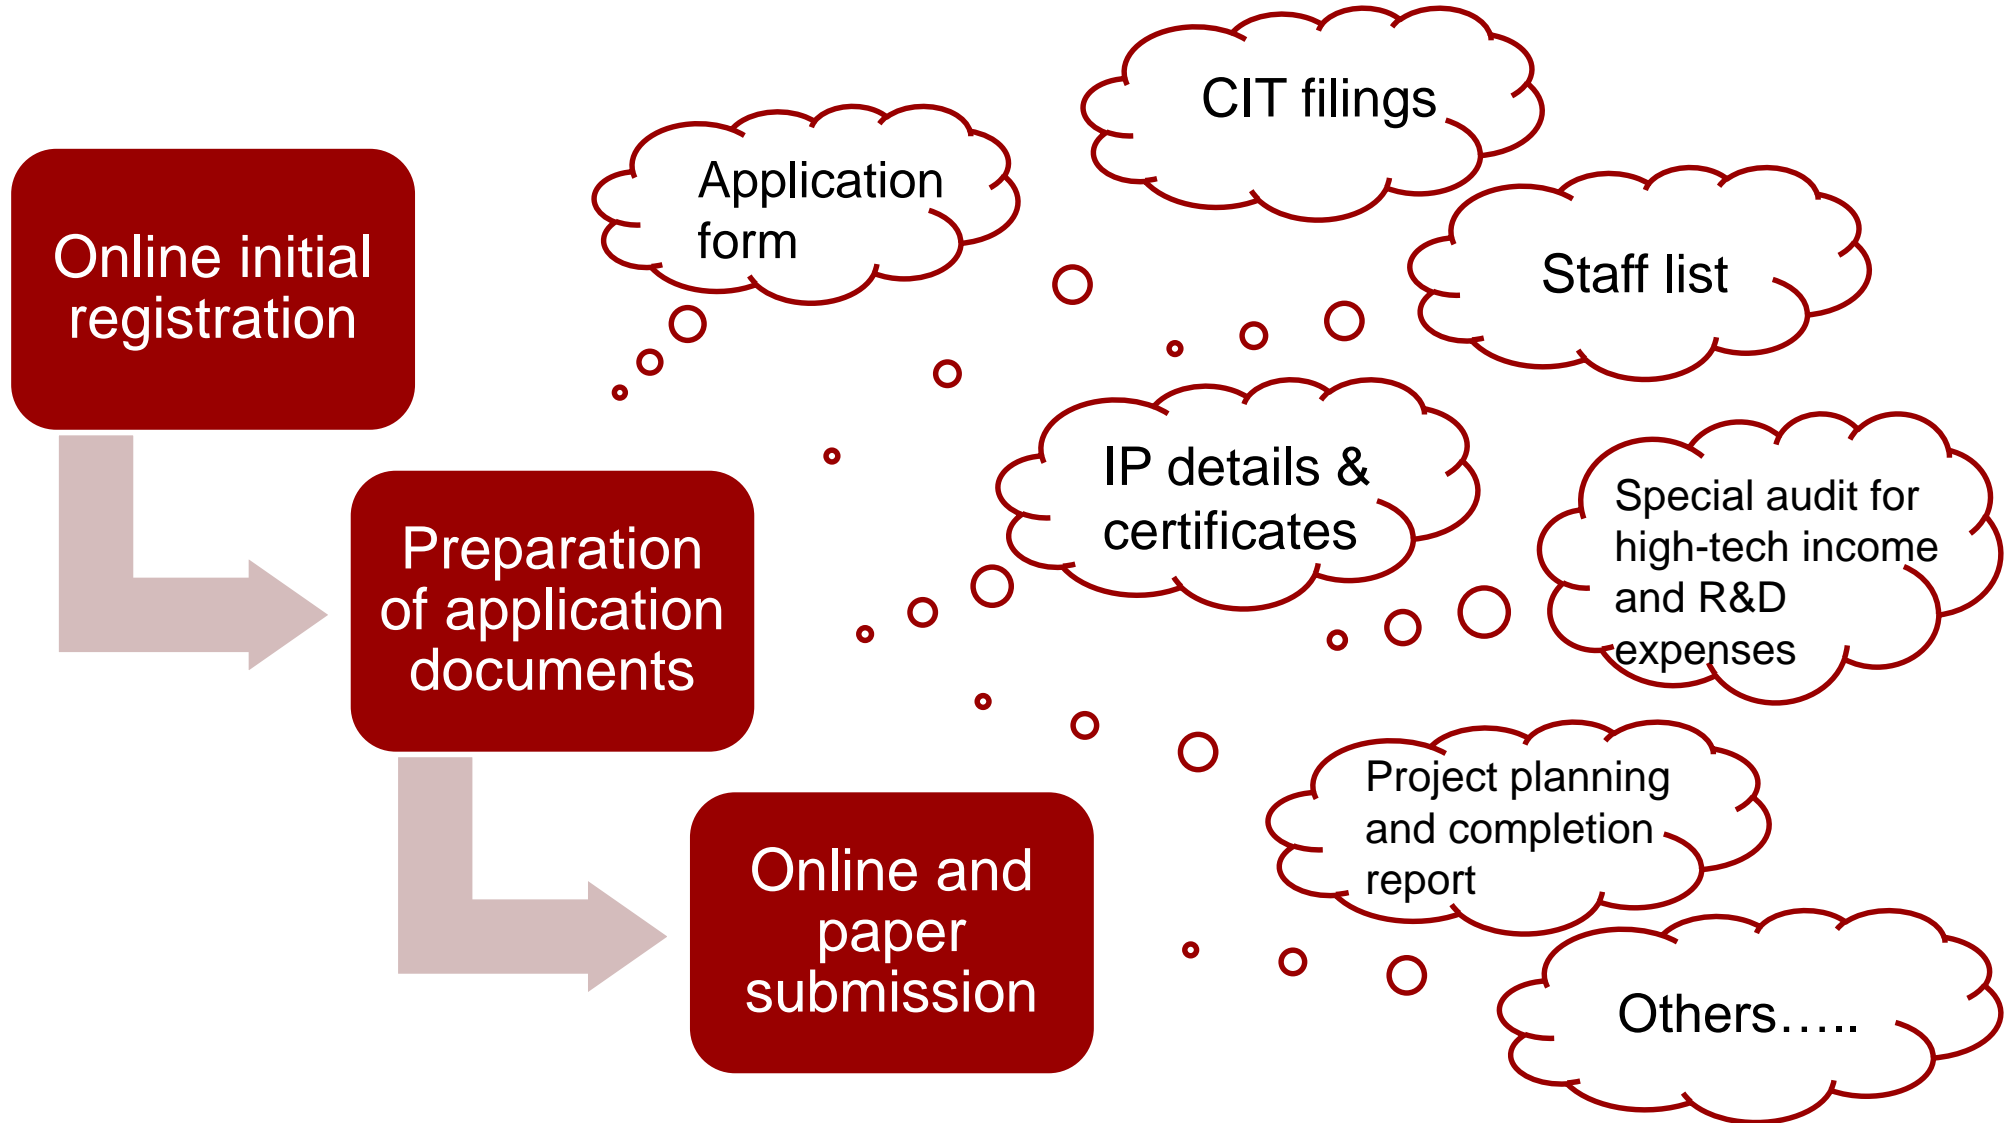 Online initial
registration
Preparation
of application
documents
Online and
paper
submission
Application
form
CIT filings
Staff list
IP details &
certificates
Special audit for
high-tech income
and R&D
expenses
Project planning
and completion
report
Others…..